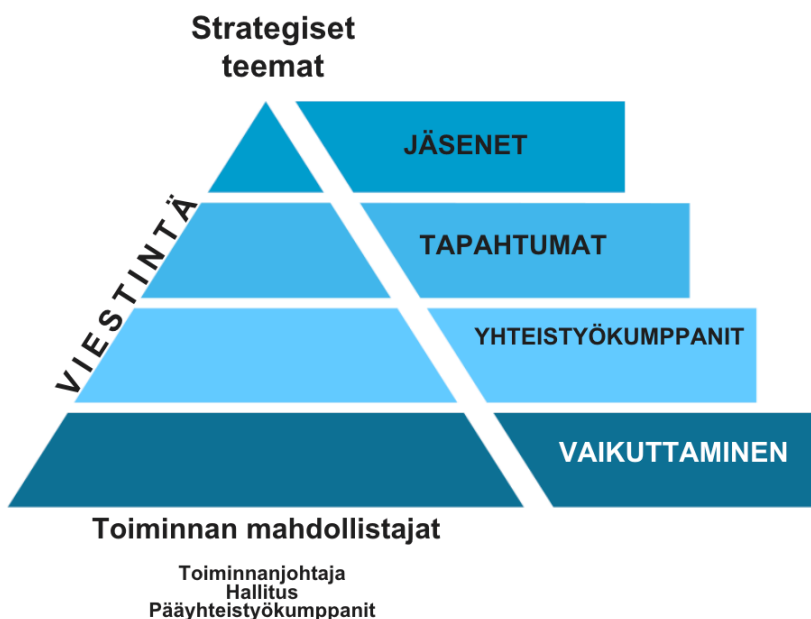 Strategiset
teemat
JÄSENET
TAPAHTUMAT
YHTEISTYÖKUMPPANIT
VAIKUTTAMINEN
VIESTINTÄ
Toiminnan mahdollistajat
Toiminnanjohtaja
Hallitus
Pääyhteistyökumppanit